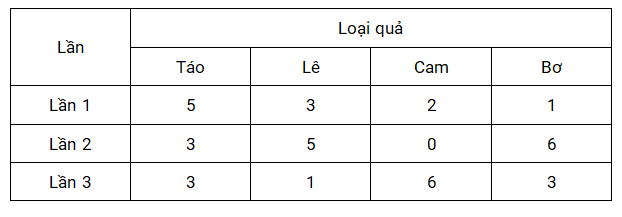 Lần Loại quả
Táo Lê Cam Bơ
Lần 1 5 3 2 1
Lần 2 3 5 0 6
Lần 3 3 1 6 3